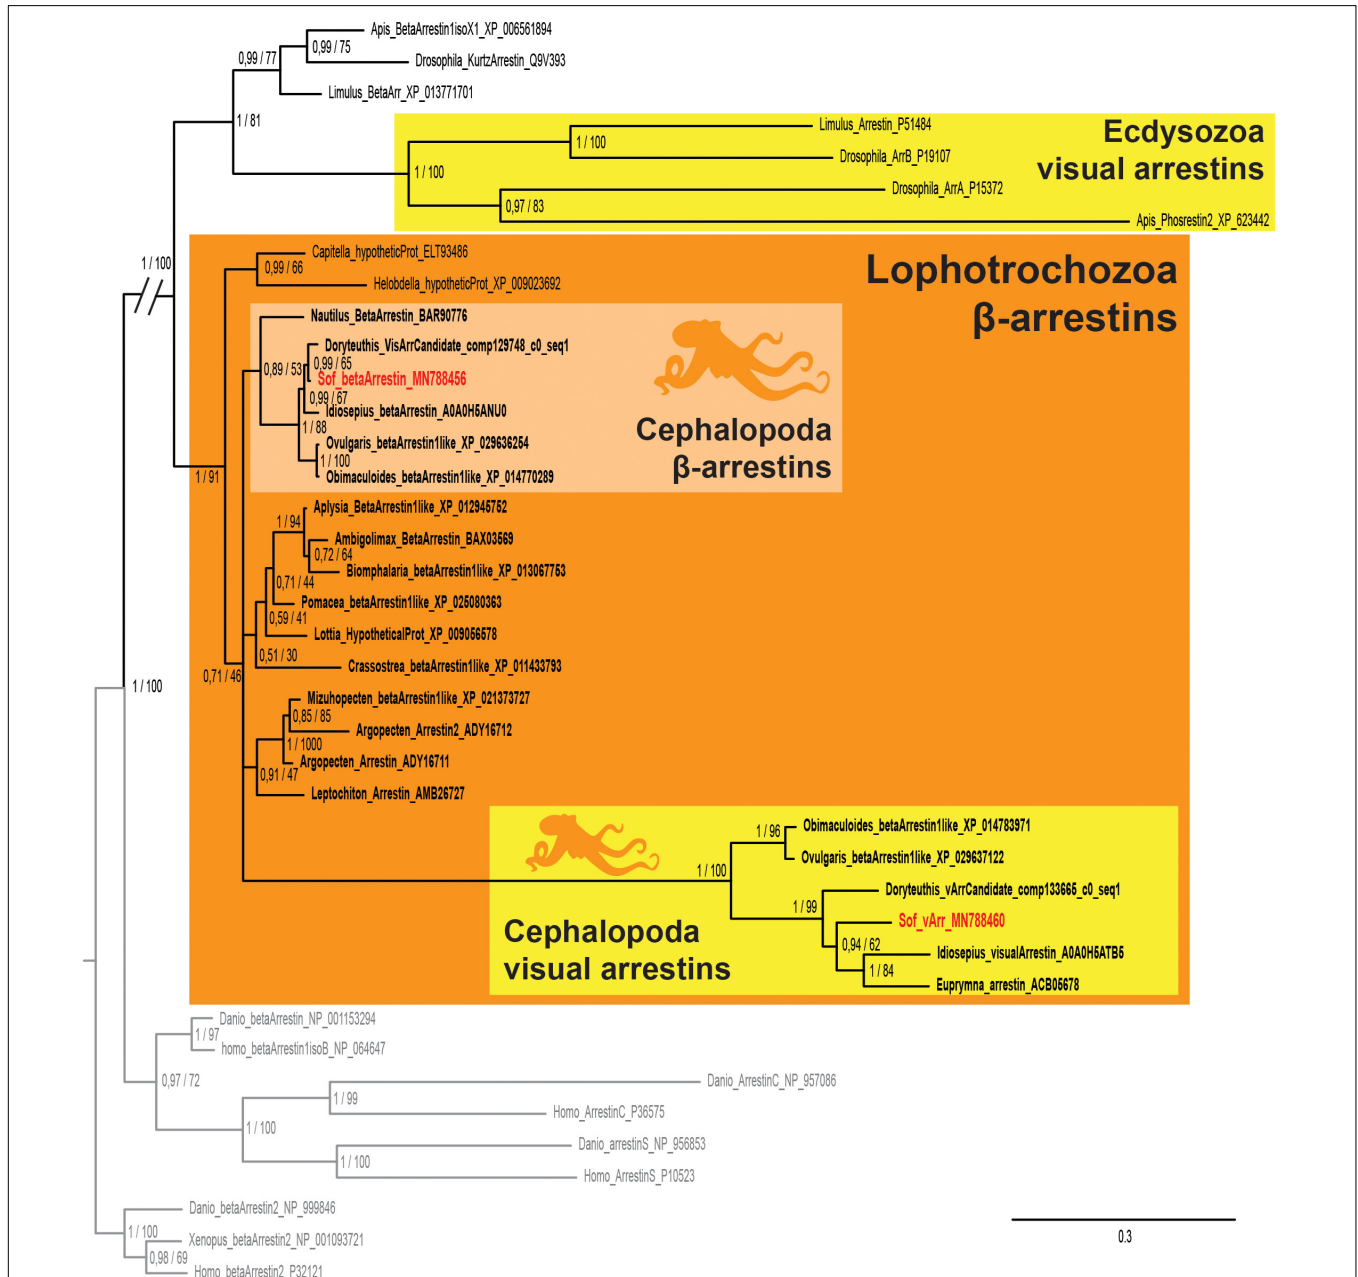 Apis_BetaArrestin1isoX1_XP_006561894
0,99 / 75
0,99 / 77
Drosophila_KurtzArrestin_Q9V393
Limulus_BetaArr_XP_013771701
1 / 81
Limulus_Arrestin_P51484
Ecdysozoa
visual arrestins
1 / 100
Drosophila_ArrB_P19107
1 / 100
Drosophila_ArrA_P15372
0,97 / 83
Apis_Phosrestin2_XP_623442
1 / 100
Capitella_hypotheticProt_ELT93486
Lophotrochozoa
β-arrestins
0,99 / 66
Helobdella_hypotheticProt_XP_009023692
Nautilus_BetaArrestin_BAR90776
Doryteuthis_VisArrCandidate_comp129748_c0_seq1
0,89 / 53
0,99 / 65
Sof_betaArrestin_MN788456
0,99 / 67
Idiosepius_betaArrestin_A0A0H5ANU0
1 / 88
Cephalopoda
β-arrestins
Ovulgaris_betaArrestin1like_XP_029636254
1 / 100
Obimaculoides_betaArrestin1like_XP_014770289
1 / 91
Aplysia_BetaArrestin1like_XP_012945752
1 / 94
Ambigolimax_BetaArrestin_BAX03569
0,72 / 64
Biomphalaria_betaArrestin1like_XP_013067753
0,71 / 44
Pomacea_betaArrestin1like_XP_025080363
0,59 / 41
Lottia_HypotheticalProt_XP_009056578
0,51 / 30
Crassostrea_betaArrestin1like_XP_011433793
0,71 / 46
1 / 100
Mizuhopecten_betaArrestin1like_XP_021373727
0,85 / 85
Argopecten_Arrestin2_ADY16712
1 / 1000
Argopecten_Arrestin_ADY16711
0,91 / 47
Leptochiton_Arrestin_AMB26727
Obimaculoides_betaArrestin1like_XP_014783971
1 / 96
Ovulgaris_betaArrestin1like_XP_029637122
1 / 100
Doryteuthis_vArrCandidate_comp133665_c0_seq1
1 / 99
Sof_vArr_MN788460
Cephalopoda
visual arrestins
0,94 / 62
Idiosepius_visualArrestin_A0A0H5ATB5
1 / 84
Euprymna_arrestin_ACB05678
Danio_betaArrestin_NP_001153294
1 / 97
homo_betaArrestin1isoB_NP_064647
0,97 / 72
Danio_ArrestinC_NP_957086
1 / 99
Homo_ArrestinC_P36575
1 / 100
Danio_arrestinS_NP_956853
1 / 100
Homo_ArrestinS_P10523
Danio_betaArrestin2_NP_999846
1 / 100
Xenopus_betaArrestin2_NP_001093721
0,98 / 69
Homo_betaArrestin2_P32121
0.3